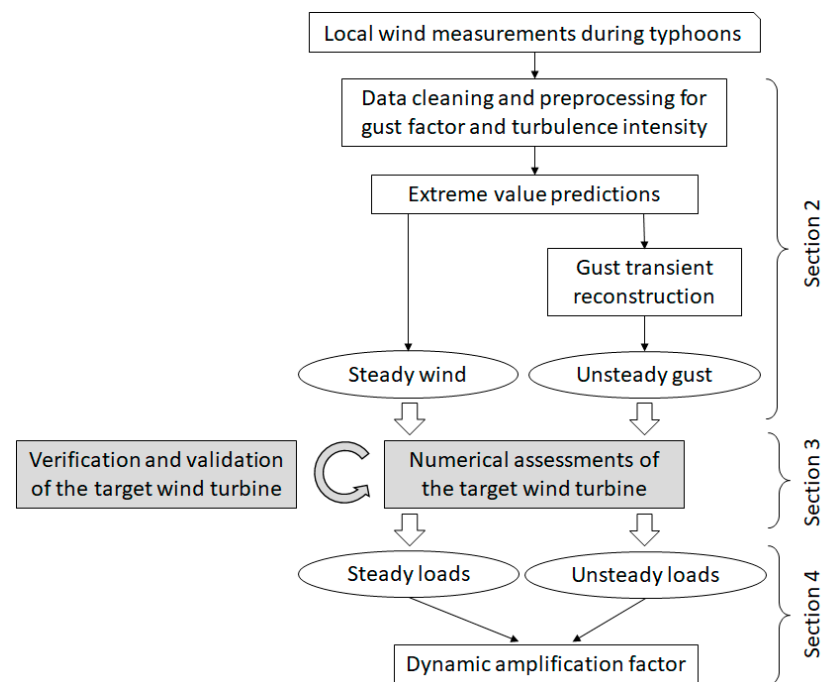 Local wind measurements during typhoons
Data cleaning and preprocessing for
gust factor and turbulence intensity
Extreme value predictions
Gust transient
reconstruction
Steady wind
Unsteady gust
Section 2
Verification and validation
of the target wind turbine
Numerical assessments of
the target wind turbine
Section 3
Steady loads
Unsteady loads
Dynamic amplification factor
Section 4